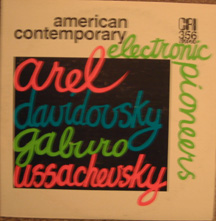 american
contemporary
CRI
356
electronic
pioneers
arel
davidovsky
gaburo
ussachevsky